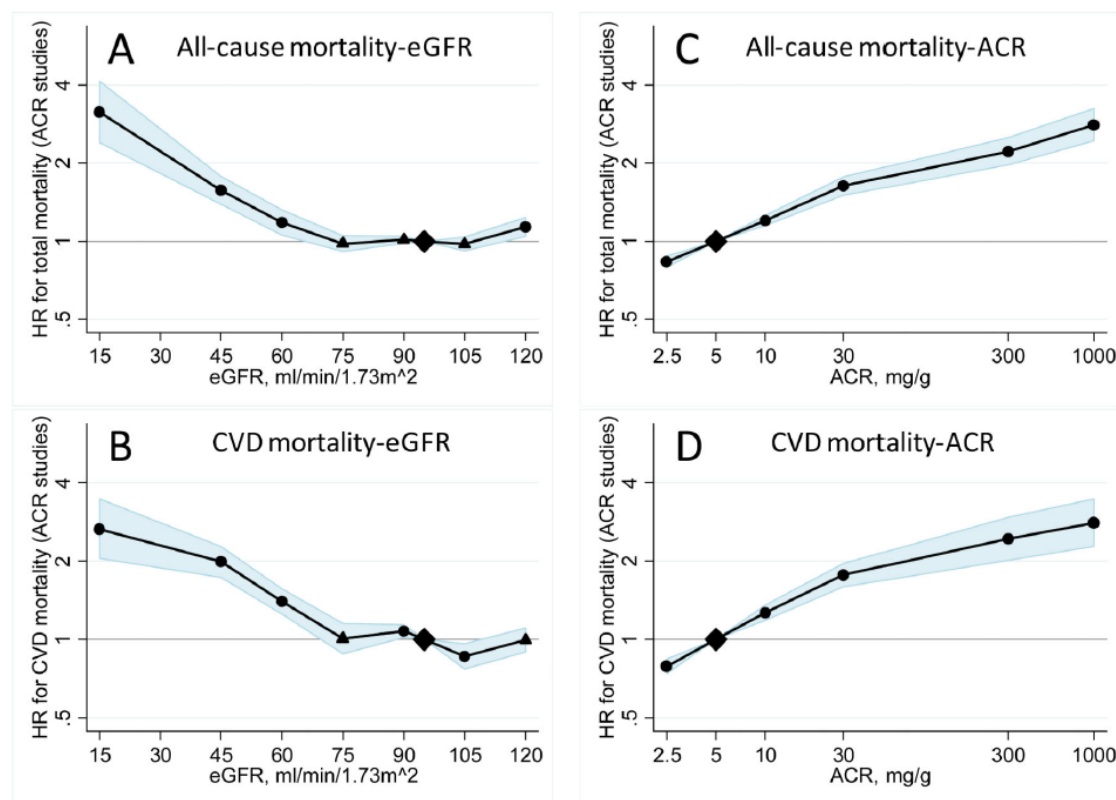 A All-cause mortality-eGFR
HR for total mortality (ACR studies)
4
2
1
.5
15 30 45 60 75 90 105 120
eGFR, ml/min/1.73m^2
C All-cause mortality-ACR
HR for total mortality (ACR studies)
4
2
1
.5
2.5 5 10 30 300 1000
ACR, mg/g
B CVD mortality-eGFR
HR for CVD mortality (ACR studies)
4
2
1
.5
15 30 45 60 75 90 105 120
eGFR, ml/min/1.73m^2
D CVD mortality-ACR
HR for CVD mortality (ACR studies)
4
2
1
.5
2.5 5 10 30 300 1000
ACR, mg/g